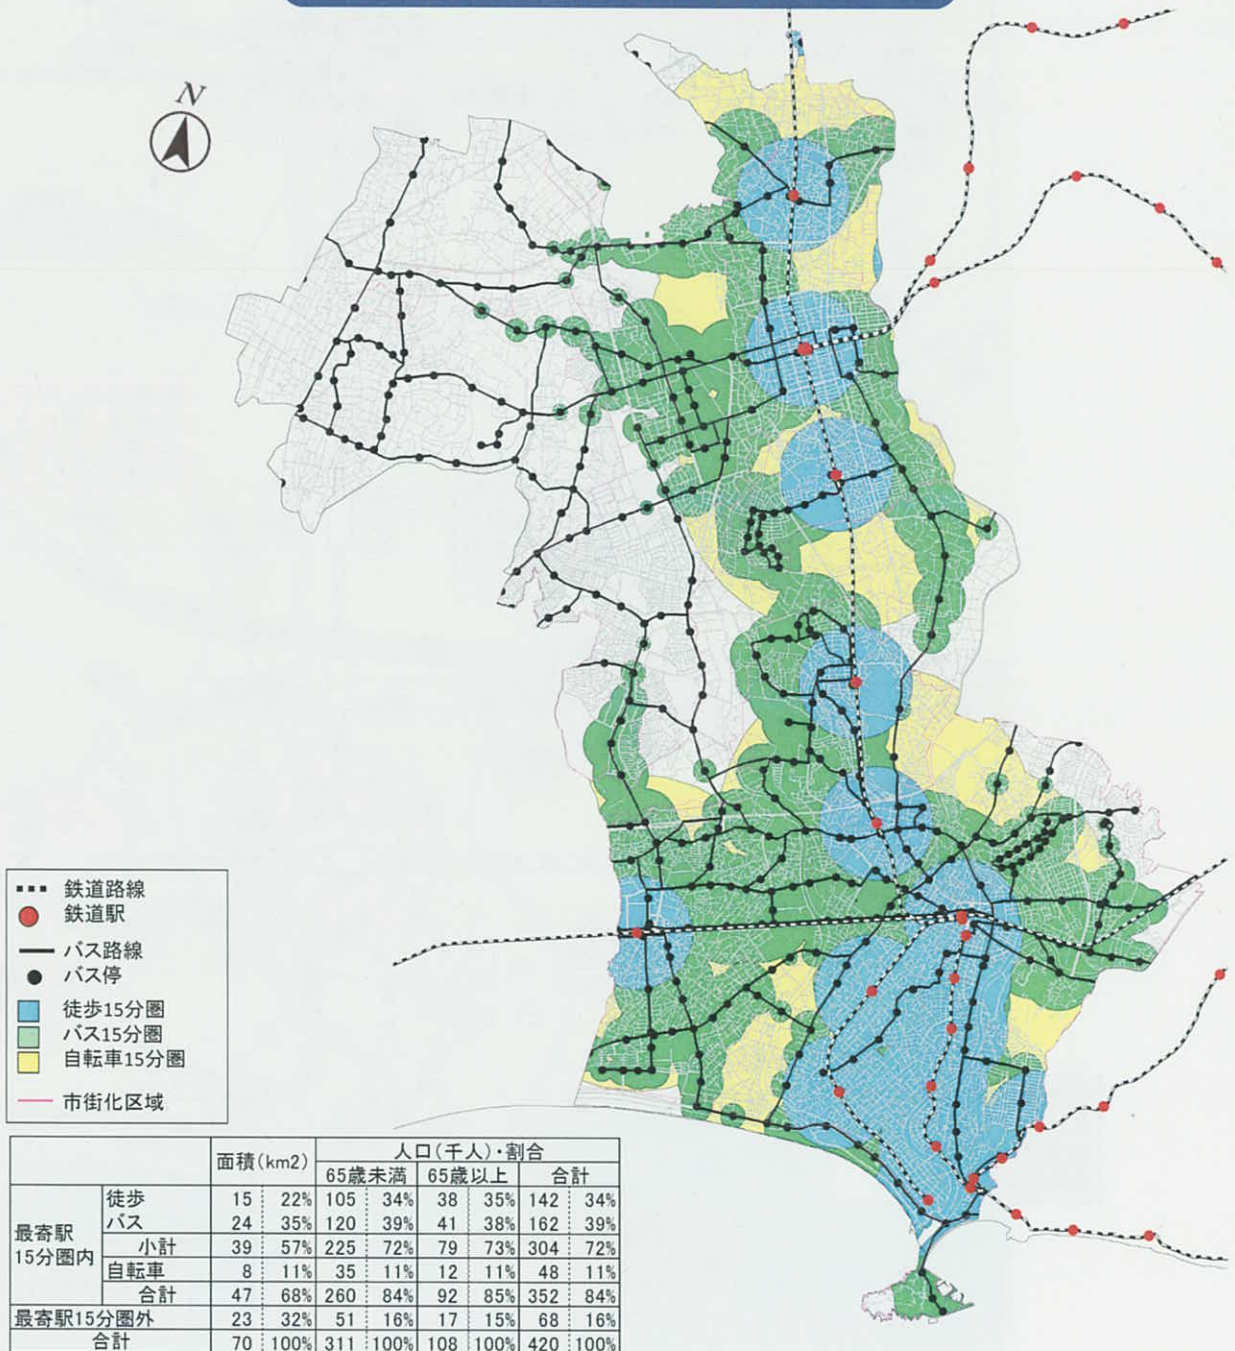 N
鉄道路線
鉄道駅
バス路線
バス停
徒歩15分圏
バス15分圏
自転車15分圏
市街化区域
面積(km2) 人口(千人)・割合
65歳未満 65歳以上 合計
最寄駅15分圏内
徒歩 15 22% 105 34% 38 35% 142 34%
バス 24 35% 120 39% 41 38% 162 39%
小計 39 57% 225 72% 79 73% 304 72%
自転車 8 11% 35 11% 12 11% 48 11%
合計 47 68% 260 84% 92 85% 352 84%
最寄駅15分圏外 23 32% 51 16% 17 15% 68 16%
合計 70 100% 311 100% 108 100% 420 100%